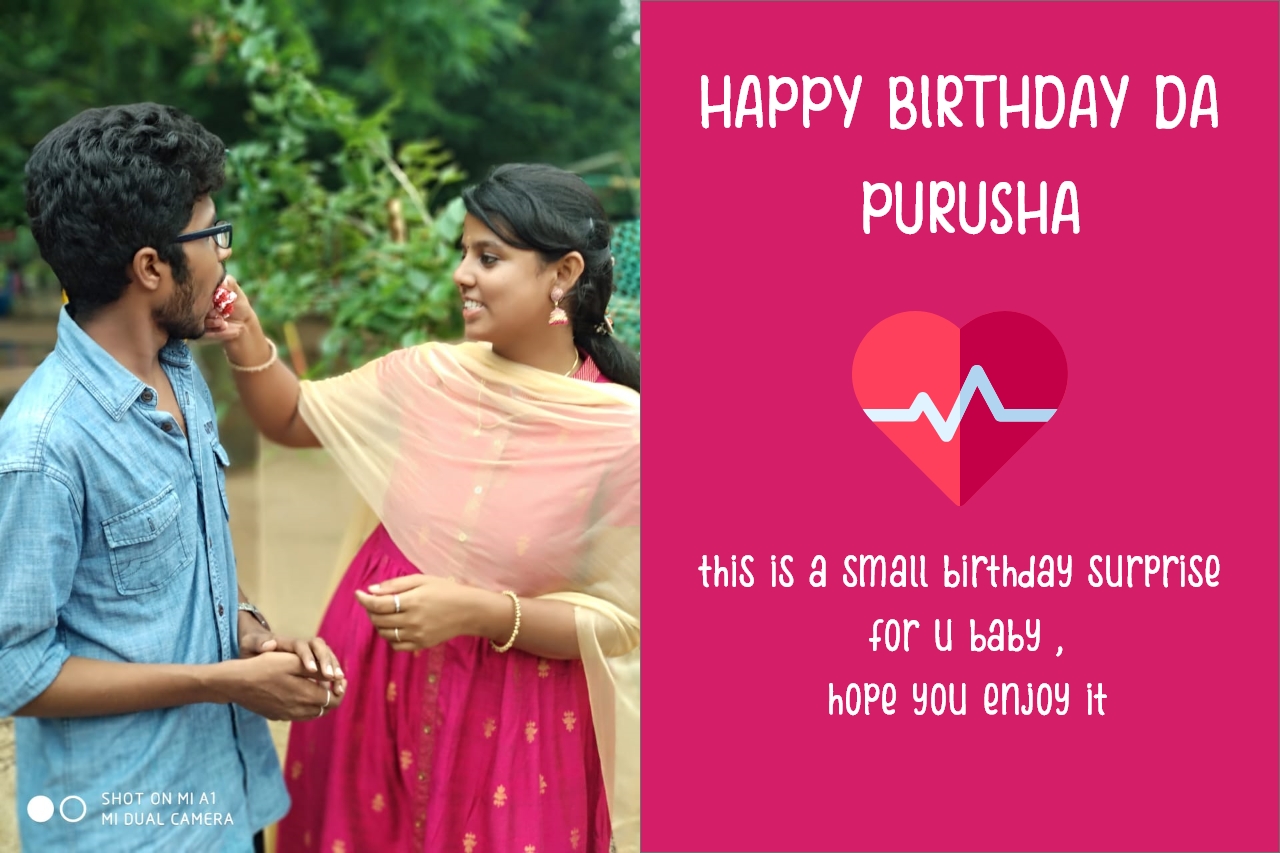 HAPPY BIRTHDAY DA
PURUSHA
this is a small birthday surprise
for u baby ,
hope you enjoy it
SHOT ON MI A1
MI DUAL CAMERA